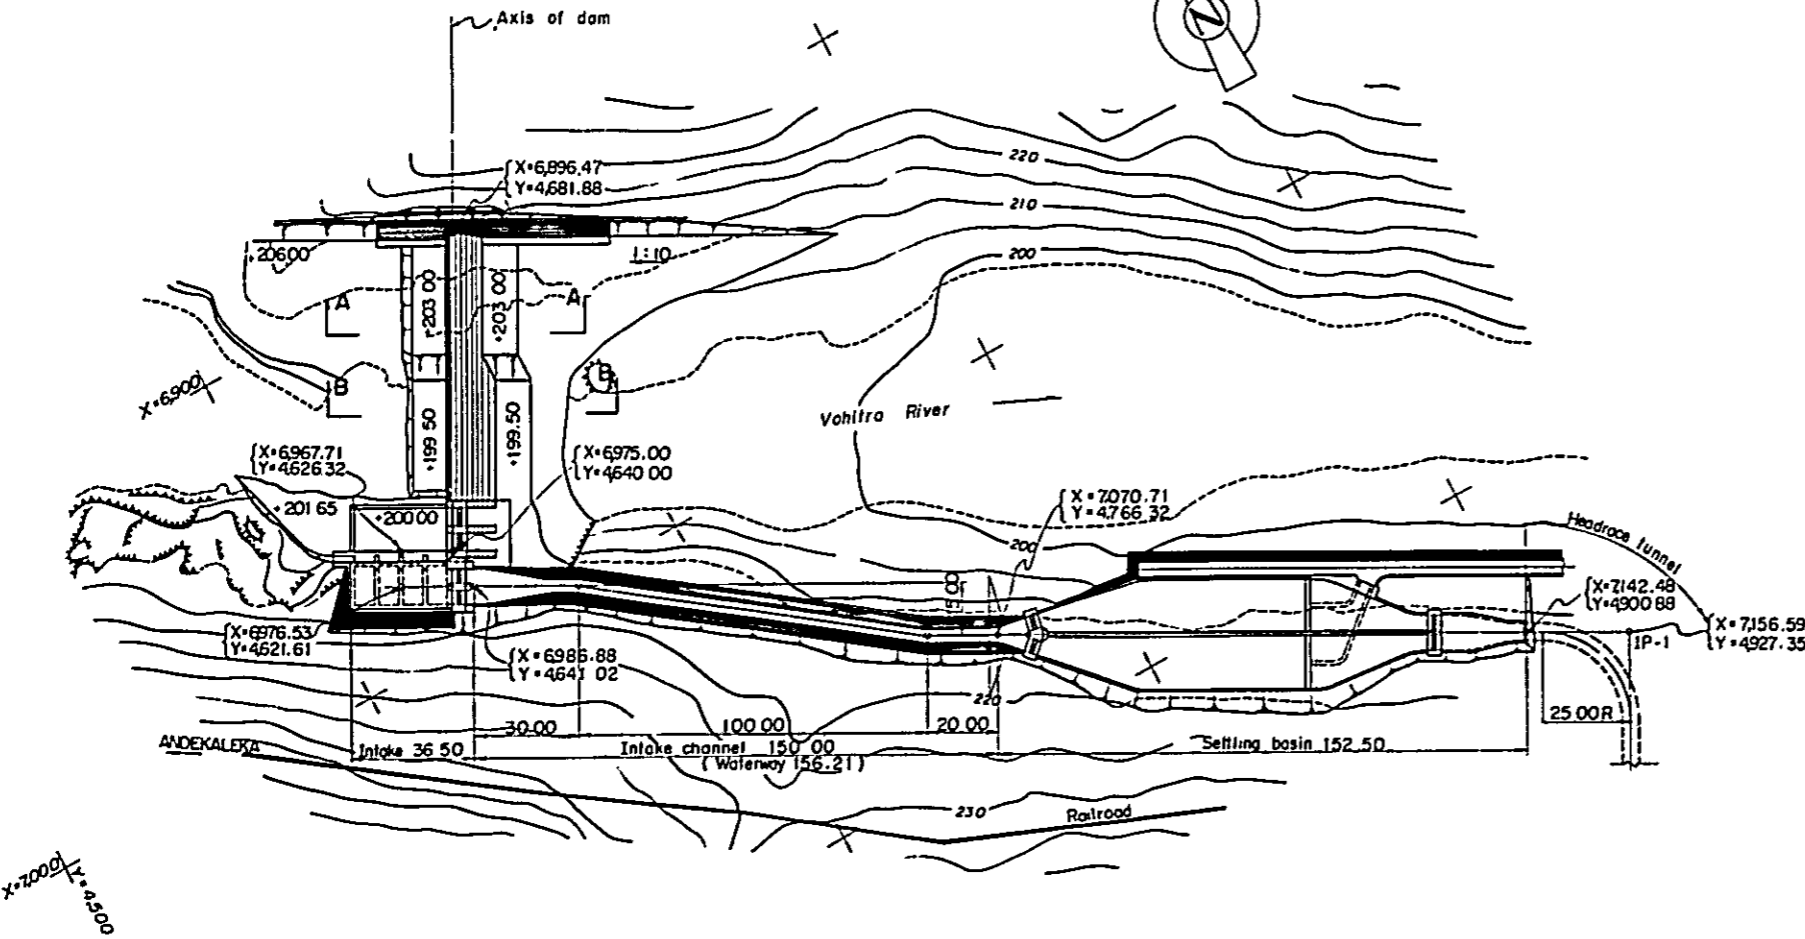 Axis of dam
N
220
X=6,896.47
Y=4,681.88
210
+206.00
1:10
200
A
+203.00
+203.00
A
B
B
X=6,900
Vohitra River
+199.50
+199.50
X=6,967.71
Y=4,626.32
X=6,975.00
Y=4,640.00
+201.65
+200.00
X=7,070.71
Y=4,766.32
Headrace tunnel
200
X=7,142.48
Y=4,900.88
X=6,976.53
Y=4,621.61
X=7,156.59
Y=4,927.35
IP-1
X=6,986.88
Y=4,641.02
220
30.00
100.00
20.00
25.00R
ANDEKALEKA
Intake 36.50
Intake channel 150.00
(Waterway 156.21)
Settling basin 152.50
230
Railroad
X=7,000
Y=4,500